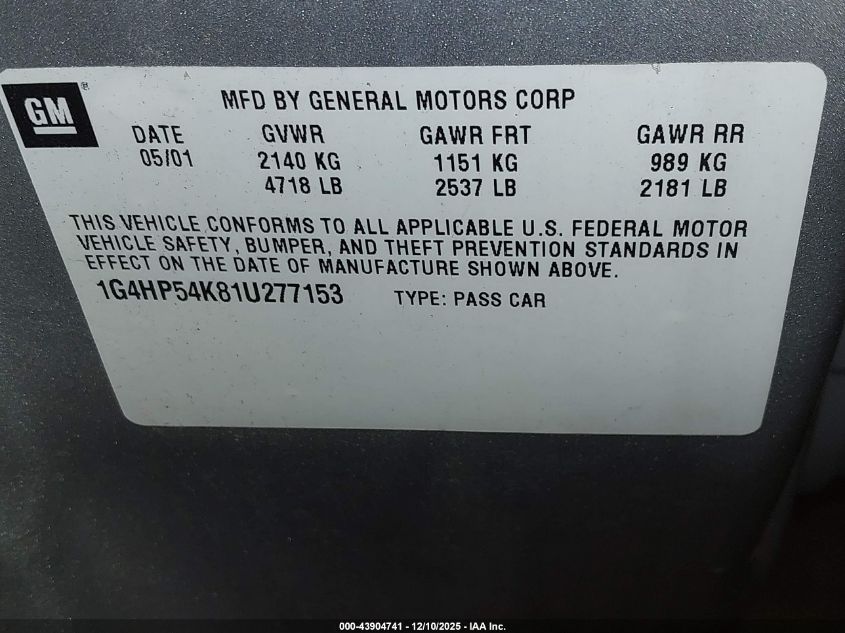 GM
MFD BY GENERAL MOTORS CORP
DATE GVWR GAWR FRT GAWR RR
05/01 2140 KG 1151 KG 989 KG
4718 LB 2537 LB 2181 LB
THIS VEHICLE CONFORMS TO ALL APPLICABLE U.S. FEDERAL MOTOR
VEHICLE SAFETY, BUMPER, AND THEFT PREVENTION STANDARDS IN
EFFECT ON THE DATE OF MANUFACTURE SHOWN ABOVE.
1G4HP54K81U277153 TYPE: PASS CAR
000-43904741 - 12/10/2025 - IAA Inc.